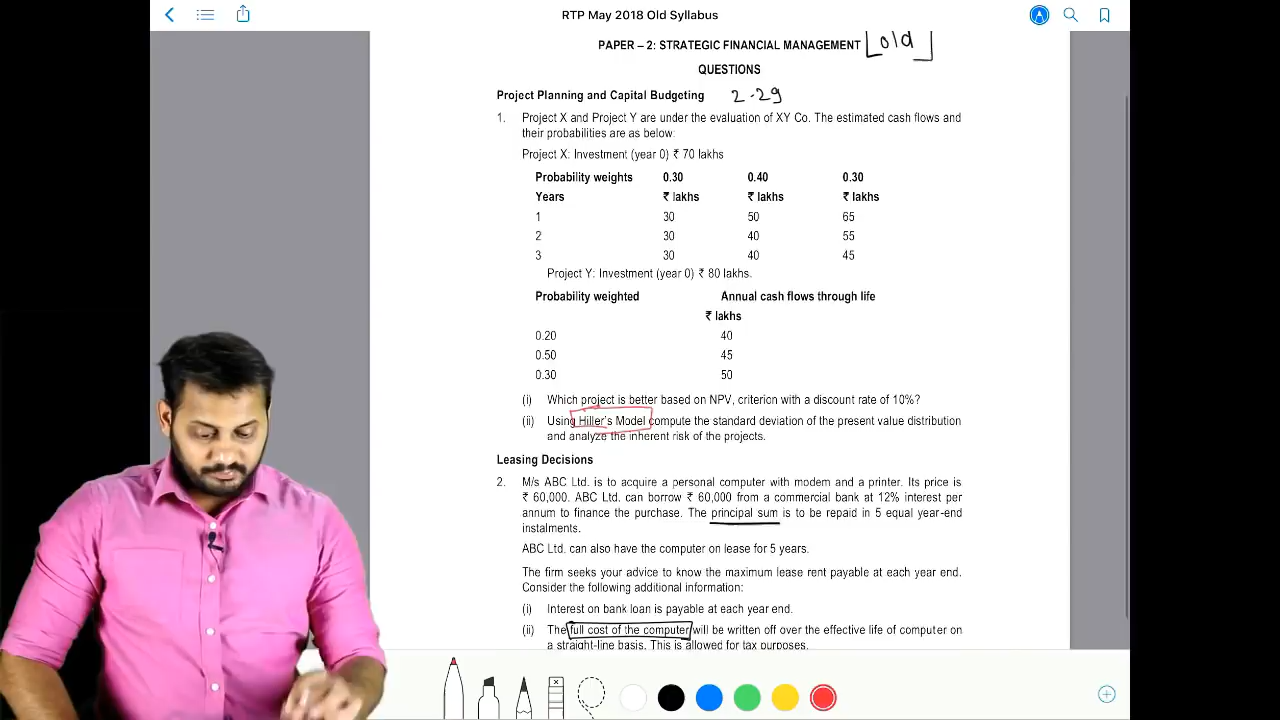 RTP May 2018 Old Syllabus
PAPER – 2: STRATEGIC FINANCIAL MANAGEMENT old
QUESTIONS
Project Planning and Capital Budgeting 2.29
1. Project X and Project Y are under the evaluation of XY Co. The estimated cash flows and
their probabilities are as below:
Project X: Investment (year 0) ₹ 70 lakhs
Probability weights 0.30 0.40 0.30
Years ₹ lakhs ₹ lakhs ₹ lakhs
1 30 50 65
2 30 40 55
3 30 40 45
Project Y: Investment (year 0) ₹ 80 lakhs.
Probability weighted Annual cash flows through life
₹ lakhs
0.20 40
0.50 45
0.30 50
(i) Which project is better based on NPV, criterion with a discount rate of 10%?
(ii) Using Hiller's Model compute the standard deviation of the present value distribution
and analyze the inherent risk of the projects.
Leasing Decisions
2. M/s ABC Ltd. is to acquire a personal computer with modem and a printer. Its price is
₹ 60,000. ABC Ltd. can borrow ₹ 60,000 from a commercial bank at 12% interest per
annum to finance the purchase. The principal sum is to be repaid in 5 equal year-end
instalments.
ABC Ltd. can also have the computer on lease for 5 years.
The firm seeks your advice to know the maximum lease rent payable at each year end.
Consider the following additional information:
(i) Interest on bank loan is payable at each year end.
(ii) The full cost of the computer will be written off over the effective life of computer on
a straight-line basis. This is allowed for tax purposes.